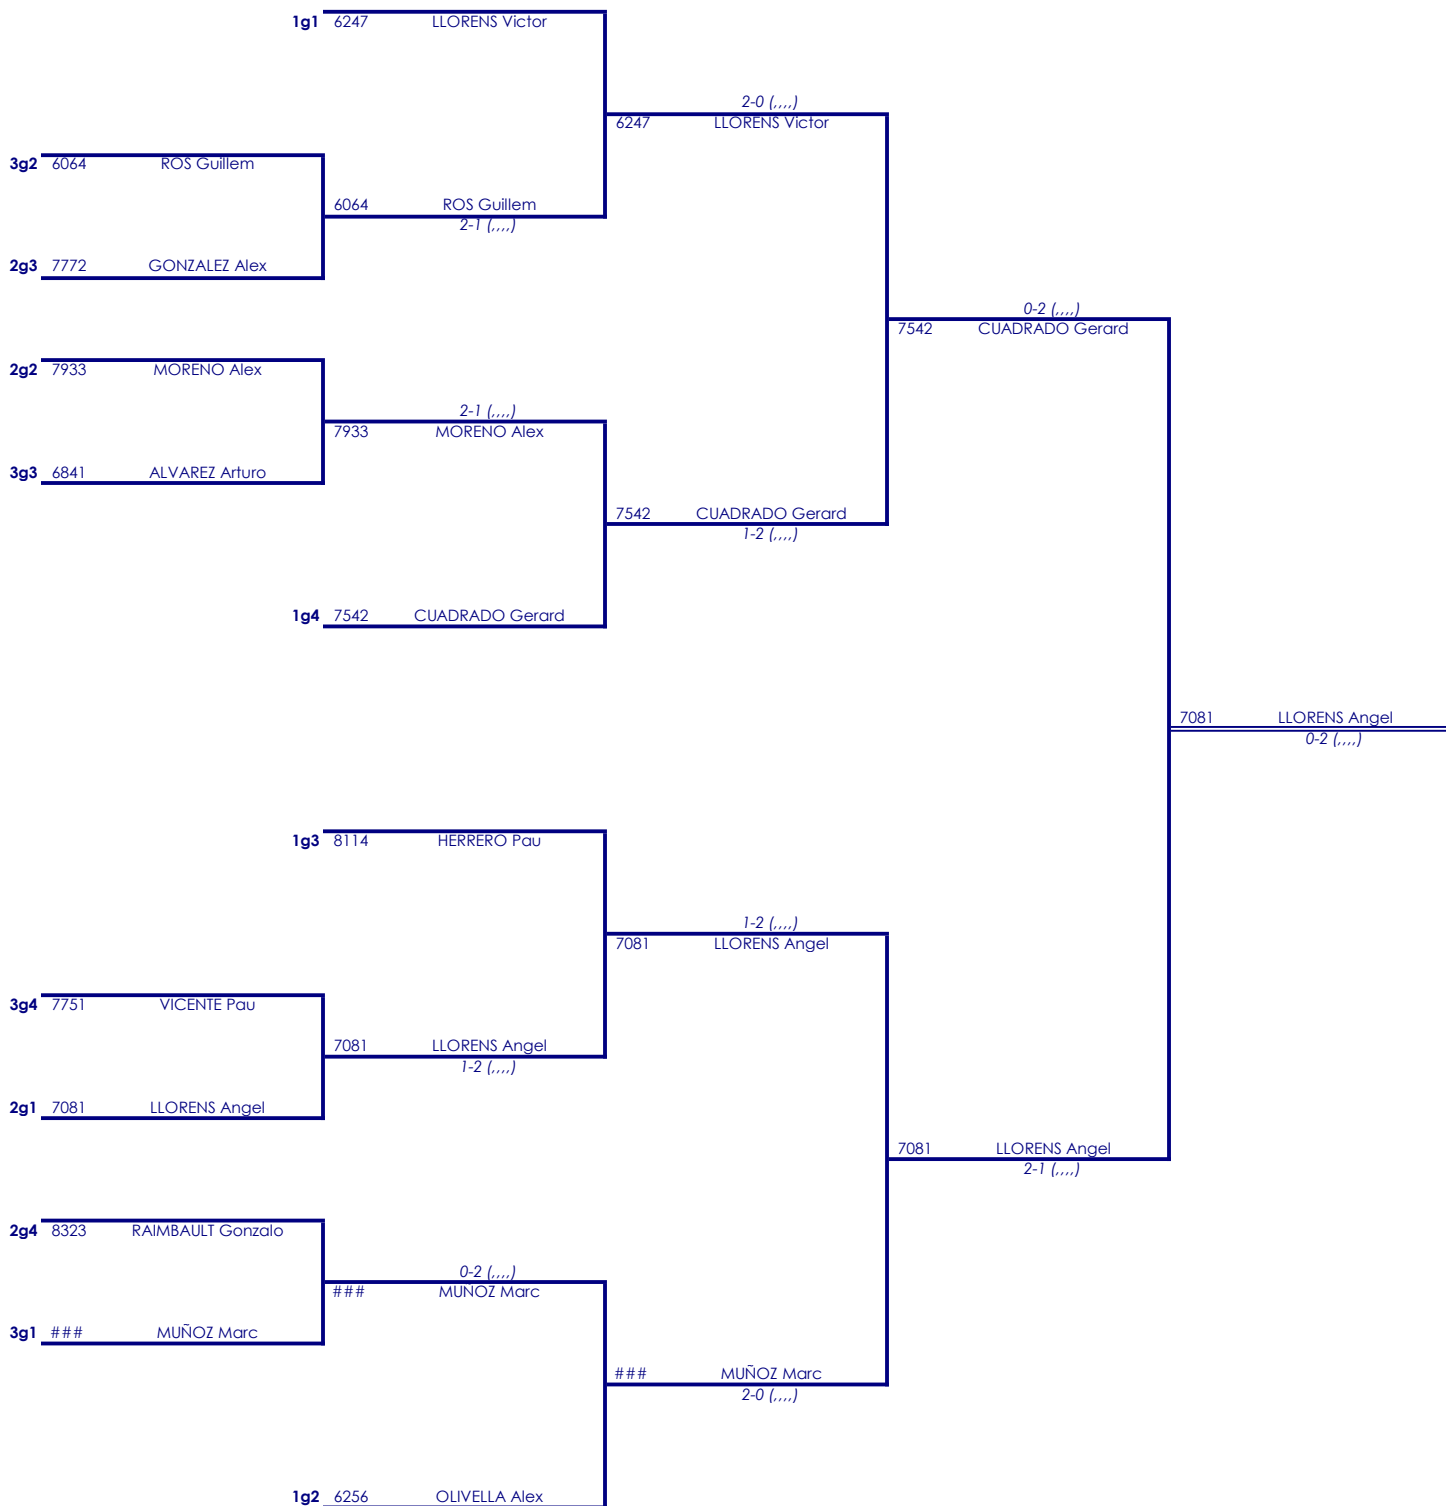 1g1 6247 LLORENS Victor
2-0 (,,,,)
6247 LLORENS Victor
3g2 6064 ROS Guillem
6064 ROS Guillem
2-1 (,,,,)
2g3 7772 GONZALEZ Alex
0-2 (,,,,)
7542 CUADRADO Gerard
2g2 7933 MORENO Alex
2-1 (,,,,)
7933 MORENO Alex
3g3 6841 ALVAREZ Arturo
7542 CUADRADO Gerard
1-2 (,,,,)
1g4 7542 CUADRADO Gerard
7081 LLORENS Angel
0-2 (,,,,)
1g3 8114 HERRERO Pau
1-2 (,,,,)
7081 LLORENS Angel
3g4 7751 VICENTE Pau
7081 LLORENS Angel
1-2 (,,,,)
2g1 7081 LLORENS Angel
7081 LLORENS Angel
2-1 (,,,,)
2g4 8323 RAIMBAULT Gonzalo
0-2 (,,,,)
### MUÑOZ Marc
3g1 ### MUÑOZ Marc
### MUÑOZ Marc
2-0 (,,,,)
1g2 6256 OLIVELLA Alex